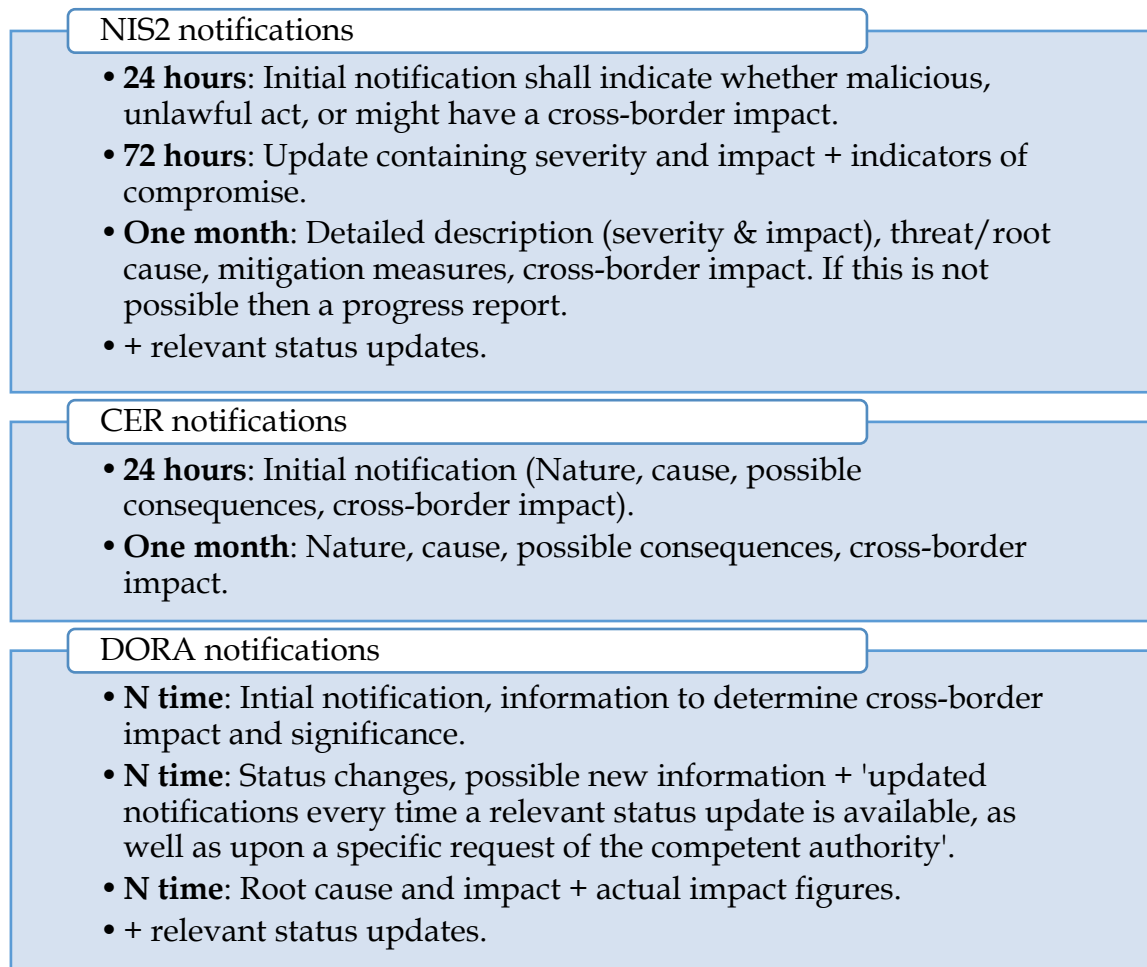 NIS2 notifications
• 24 hours: Initial notification shall indicate whether malicious,
unlawful act, or might have a cross-border impact.
• 72 hours: Update containing severity and impact + indicators of
compromise.
• One month: Detailed description (severity & impact), threat/root
cause, mitigation measures, cross-border impact. If this is not
possible then a progress report.
• + relevant status updates.
CER notifications
• 24 hours: Initial notification (Nature, cause, possible
consequences, cross-border impact).
• One month: Nature, cause, possible consequences, cross-border
impact.
DORA notifications
• N time: Intial notification, information to determine cross-border
impact and significance.
• N time: Status changes, possible new information + 'updated
notifications every time a relevant status update is available, as
well as upon a specific request of the competent authority'.
• N time: Root cause and impact + actual impact figures.
• + relevant status updates.